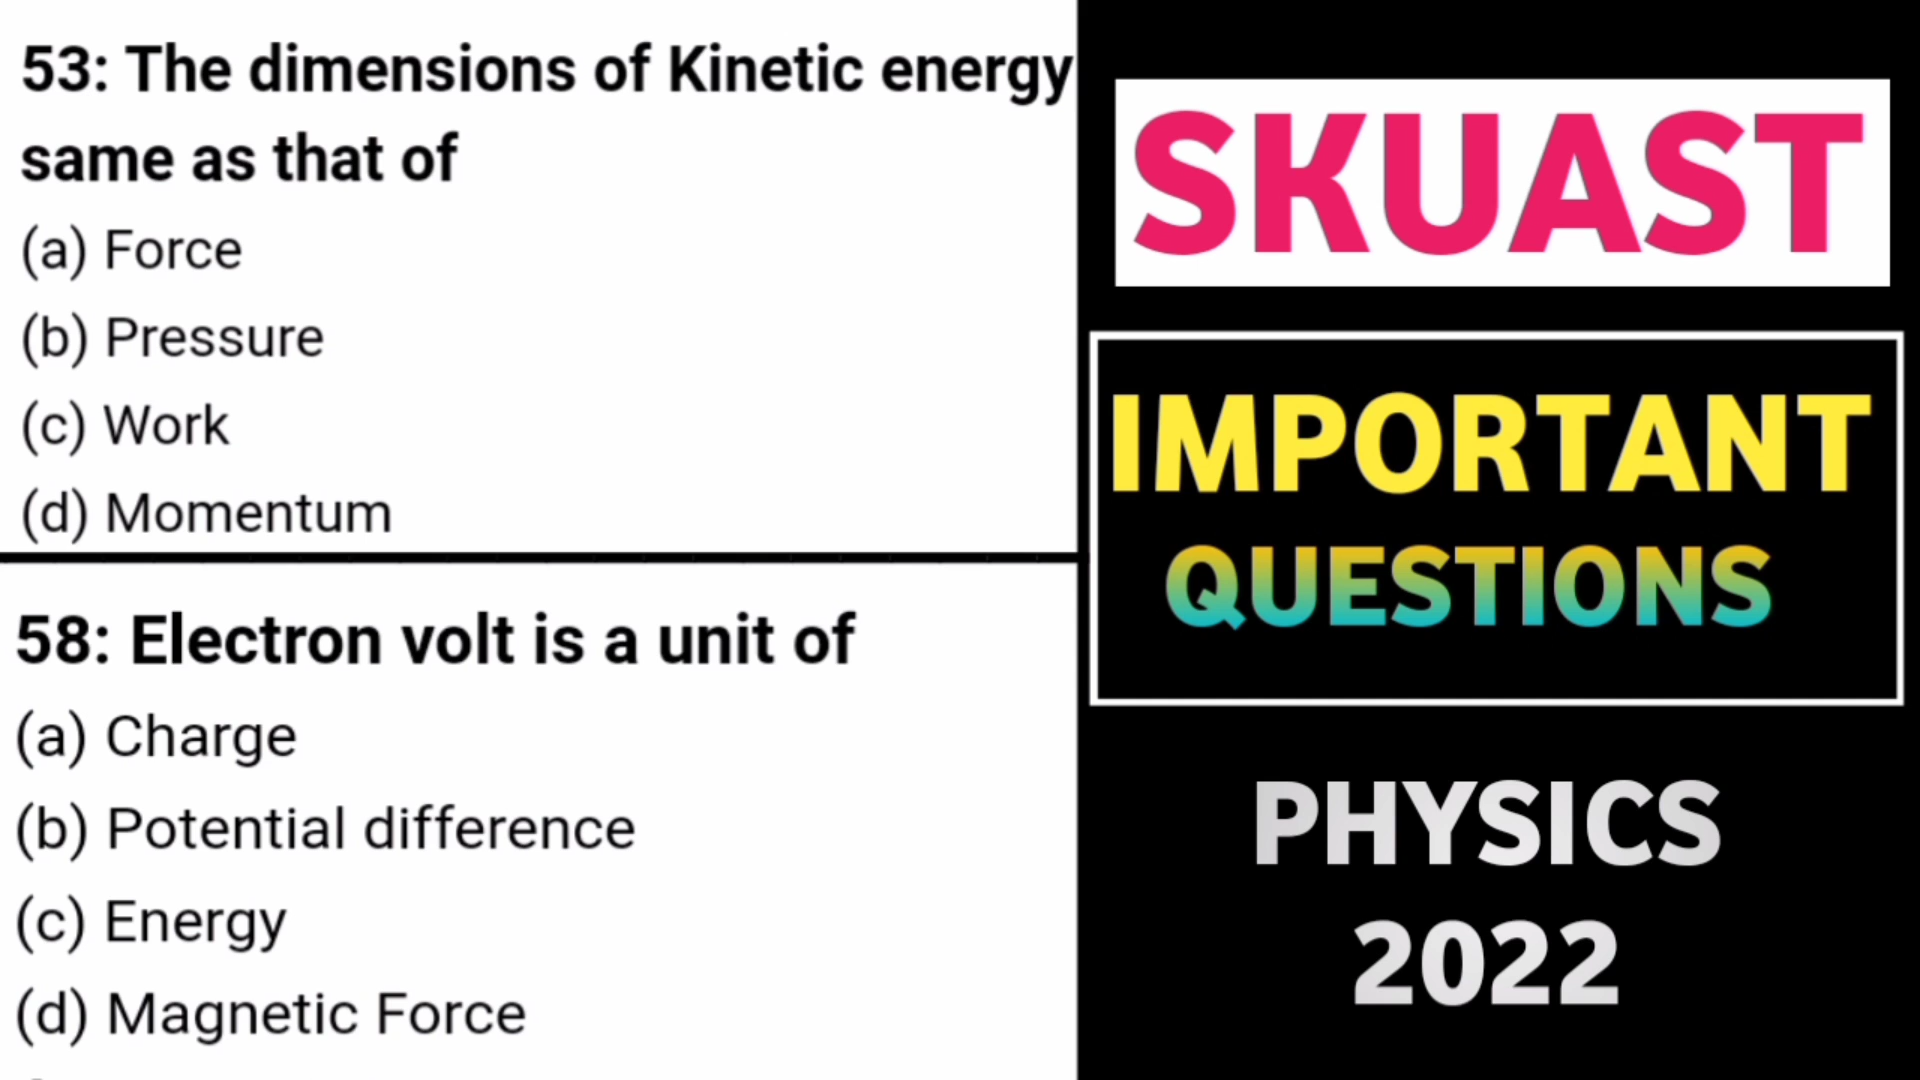 53: The dimensions of Kinetic energy
same as that of
(a) Force
(b) Pressure
(c) Work
(d) Momentum
58: Electron volt is a unit of
(a) Charge
(b) Potential difference
(c) Energy
(d) Magnetic Force
SKUAST
IMPORTANT
QUESTIONS
PHYSICS
2022